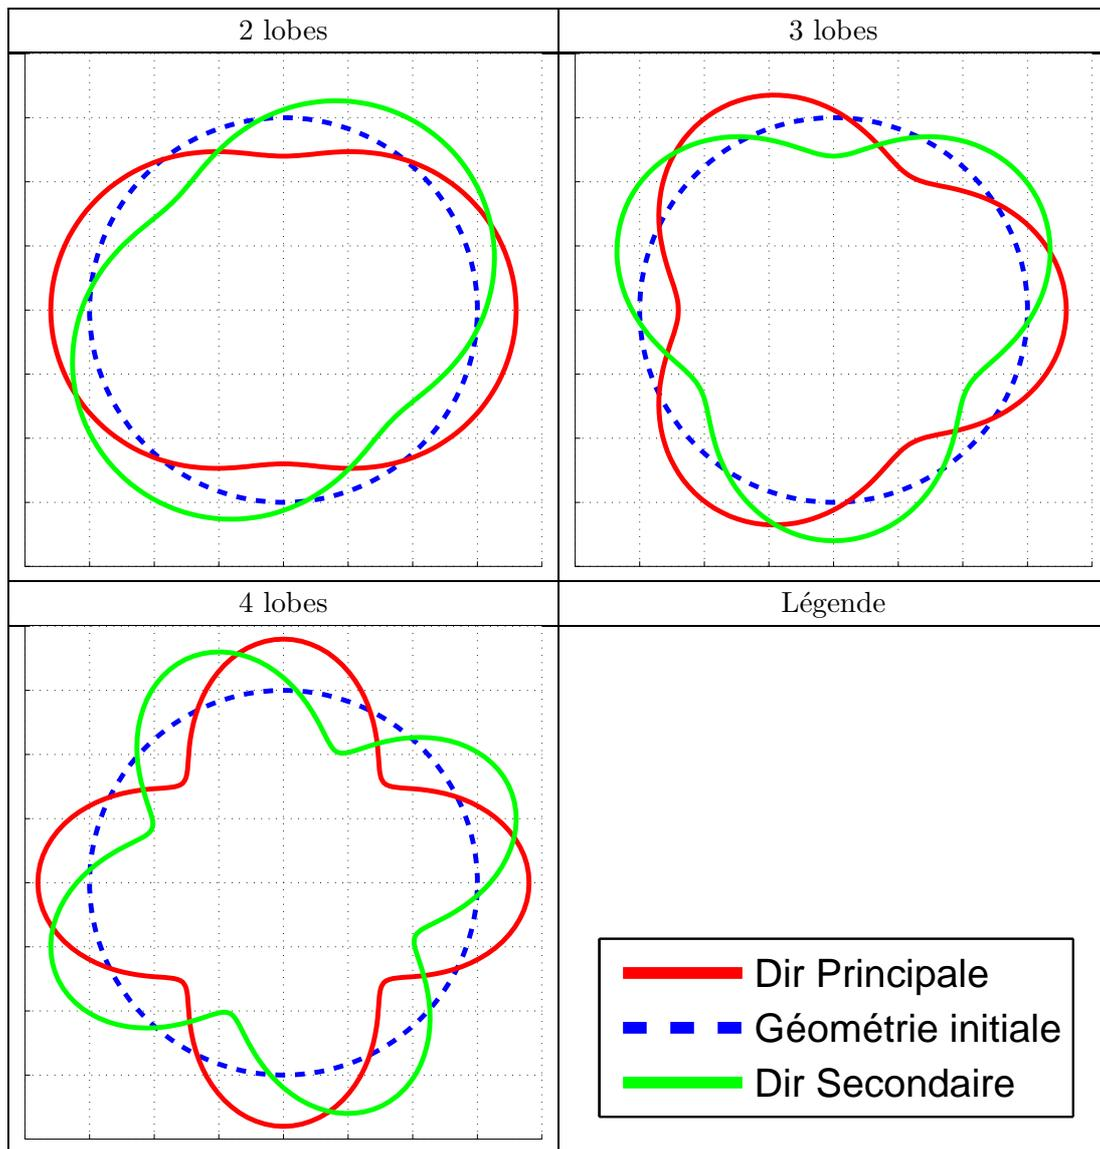 2 lobes
3 lobes
4 lobes
Légende
Dir Principale
Géométrie initiale
Dir Secondaire